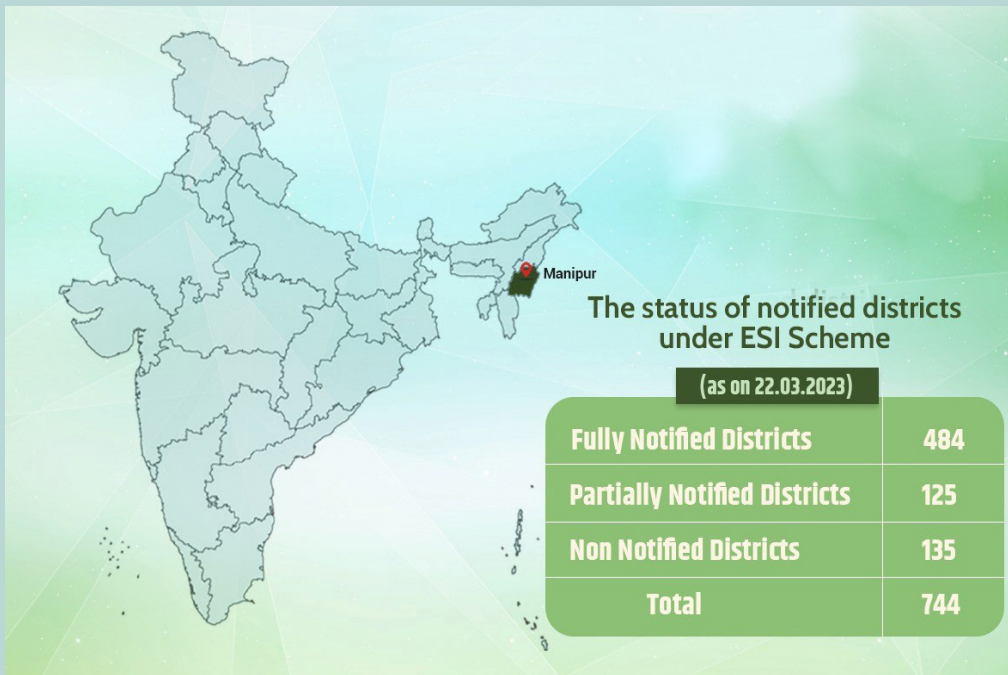 Manipur
The status of notified districts
under ESI Scheme
(as on 22.03.2023)
Fully Notified Districts 484
Partially Notified Districts 125
Non Notified Districts 135
Total 744